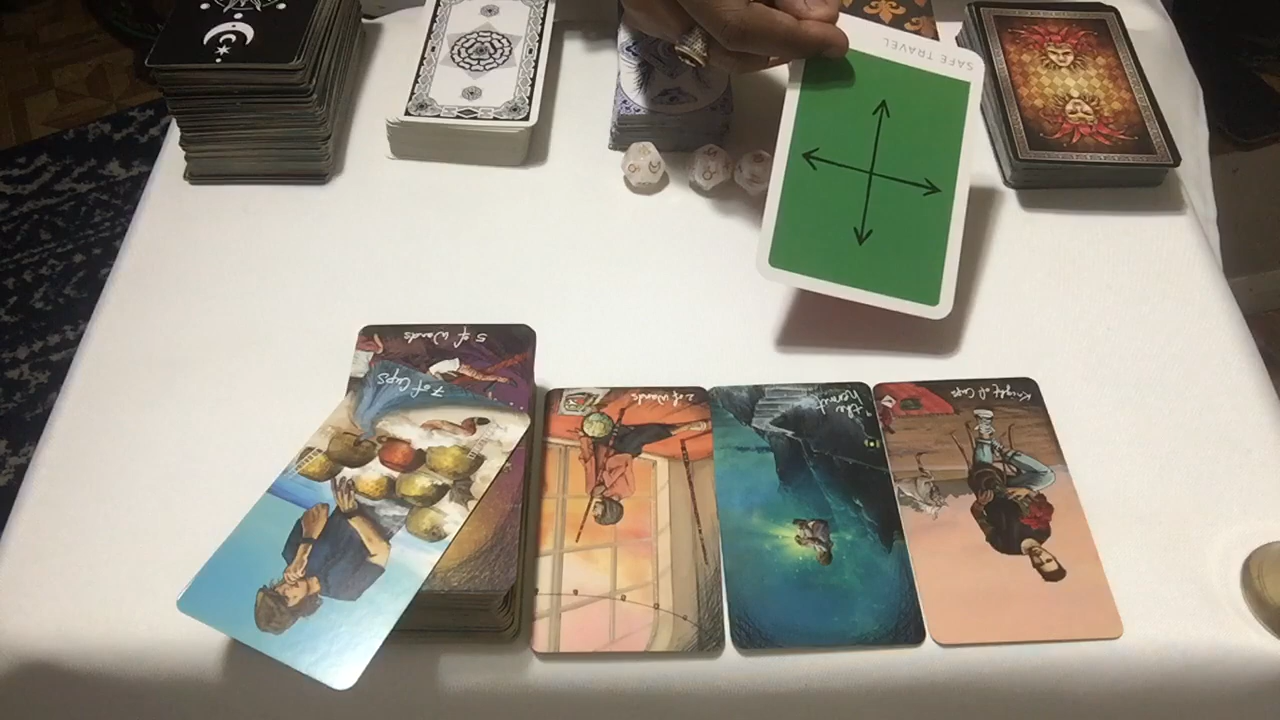 SAFE TRAVEL
5 of Wands
7 of Cups
2 of Wands
the
hermit
Knight of Cups